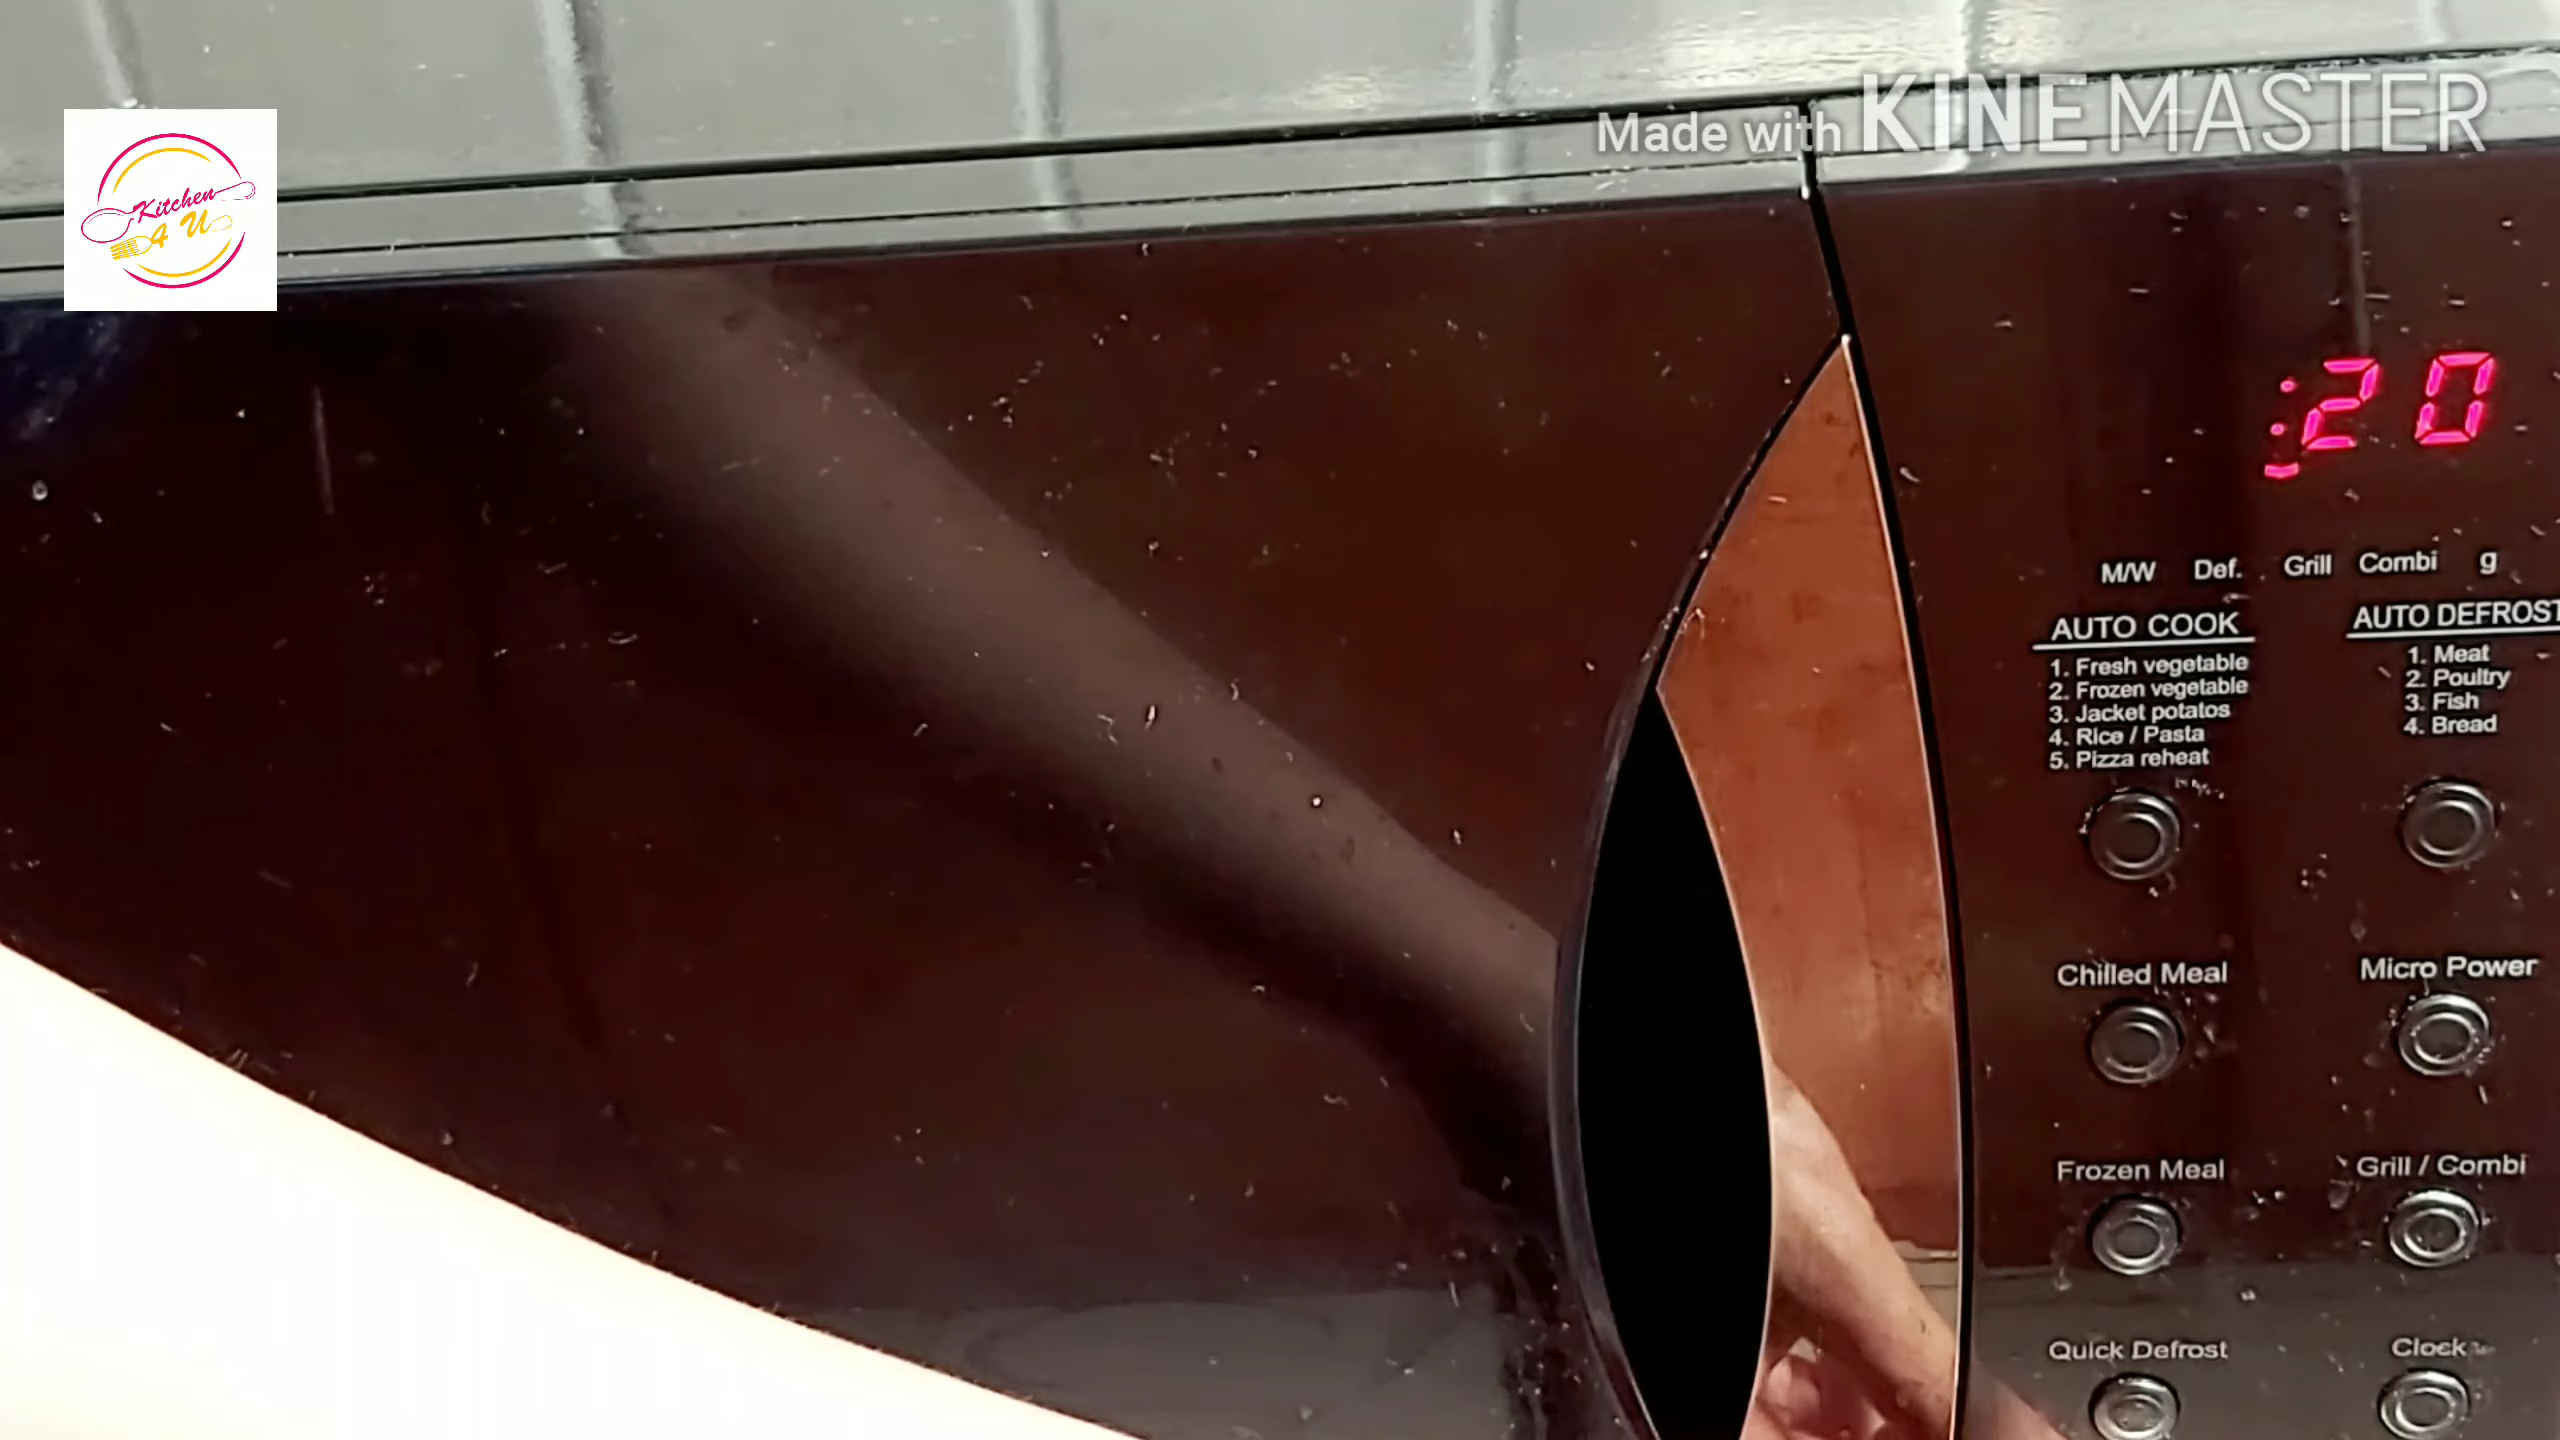 Made with KINEMASTER
Kitchen
4 U
:20
M/W Def. Grill Combi g
AUTO COOK
1. Fresh vegetable
2. Frozen vegetable
3. Jacket potatos
4. Rice / Pasta
5. Pizza reheat
AUTO DEFROST
1. Meat
2. Poultry
3. Fish
4. Bread
Chilled Meal
Micro Power
Frozen Meal
Grill / Combi
Quick Defrost
Clock